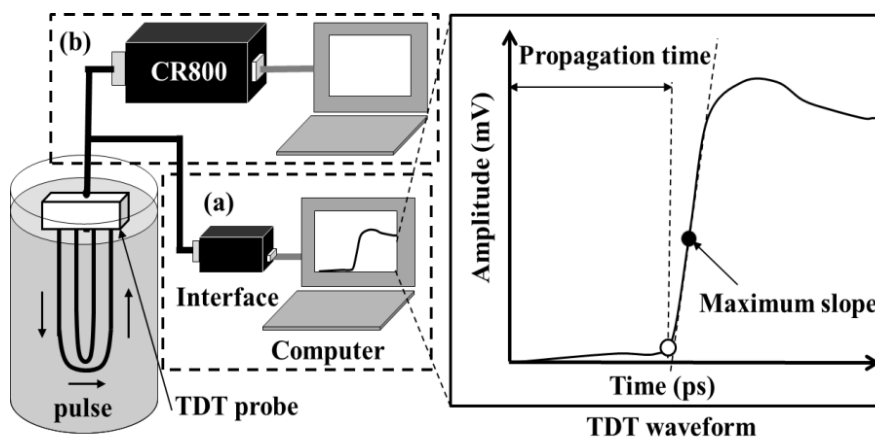 (b)
CR800
(a)
Interface
Computer
pulse
TDT probe
Propagation time
Amplitude (mV)
Maximum slope
Time (ps)
TDT waveform